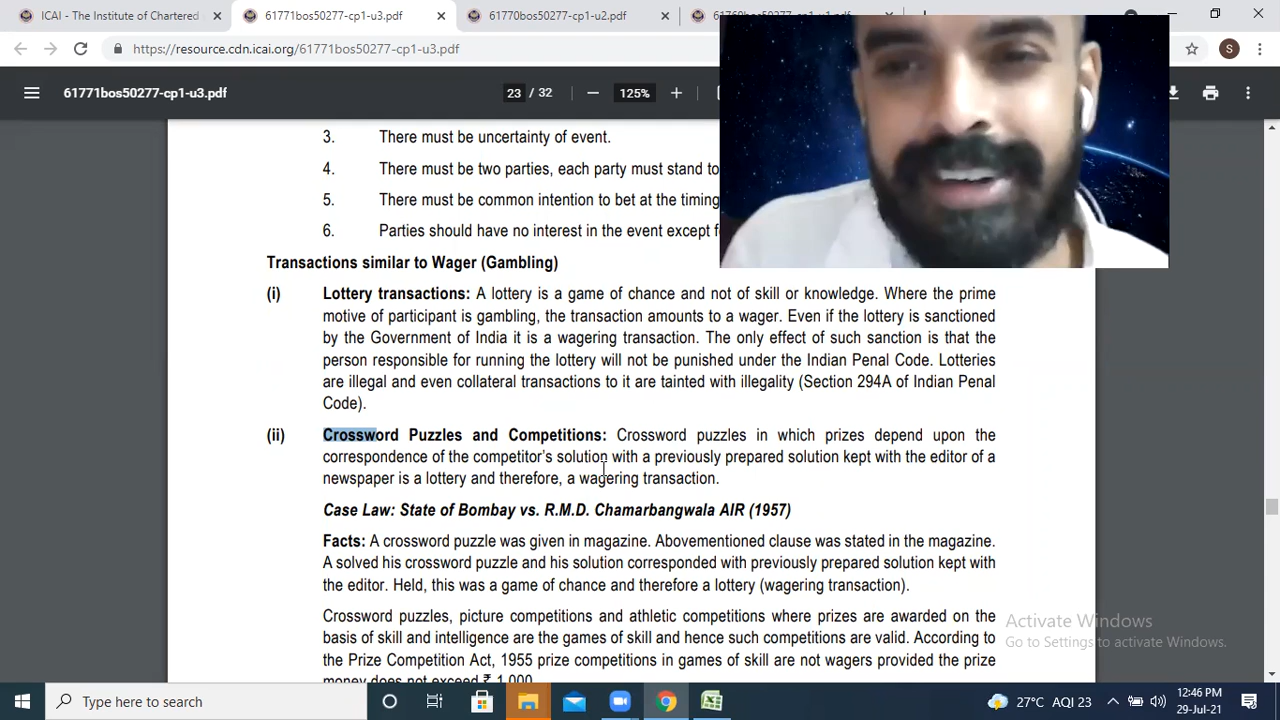 ICAI - The Institute of Chartered
61771bos50277-cp1-u3.pdf
61770bos50277-cp1-u2.pdf
https://resource.cdn.icai.org/61771bos50277-cp1-u3.pdf
S
61771bos50277-cp1-u3.pdf
23 / 32
125%
3. There must be uncertainty of event.
4. There must be two parties, each party must stand to
5. There must be common intention to bet at the timing
6. Parties should have no interest in the event except
Transactions similar to Wager (Gambling)
(i) Lottery transactions: A lottery is a game of chance and not of skill or knowledge. Where the prime
motive of participant is gambling, the transaction amounts to a wager. Even if the lottery is sanctioned
by the Government of India it is a wagering transaction. The only effect of such sanction is that the
person responsible for running the lottery will not be punished under the Indian Penal Code. Lotteries
are illegal and even collateral transactions to it are tainted with illegality (Section 294A of Indian Penal
Code).
(ii) Crossword Puzzles and Competitions: Crossword puzzles in which prizes depend upon the
correspondence of the competitor's solution with a previously prepared solution kept with the editor of a
newspaper is a lottery and therefore, a wagering transaction.
Case Law: State of Bombay vs. R.M.D. Chamarbangwala AIR (1957)
Facts: A crossword puzzle was given in magazine. Abovementioned clause was stated in the magazine.
A solved his crossword puzzle and his solution corresponded with previously prepared solution kept with
the editor. Held, this was a game of chance and therefore a lottery (wagering transaction).
Crossword puzzles, picture competitions and athletic competitions where prizes are awarded on the
basis of skill and intelligence are the games of skill and hence such competitions are valid. According to
the Prize Competition Act, 1955 prize competitions in games of skill are not wagers provided the prize
money does not exceed ₹ 1,000.
Activate Windows
Go to Settings to activate Windows.
Type here to search
27°C AQI 23
12:46 PM
29-Jul-21